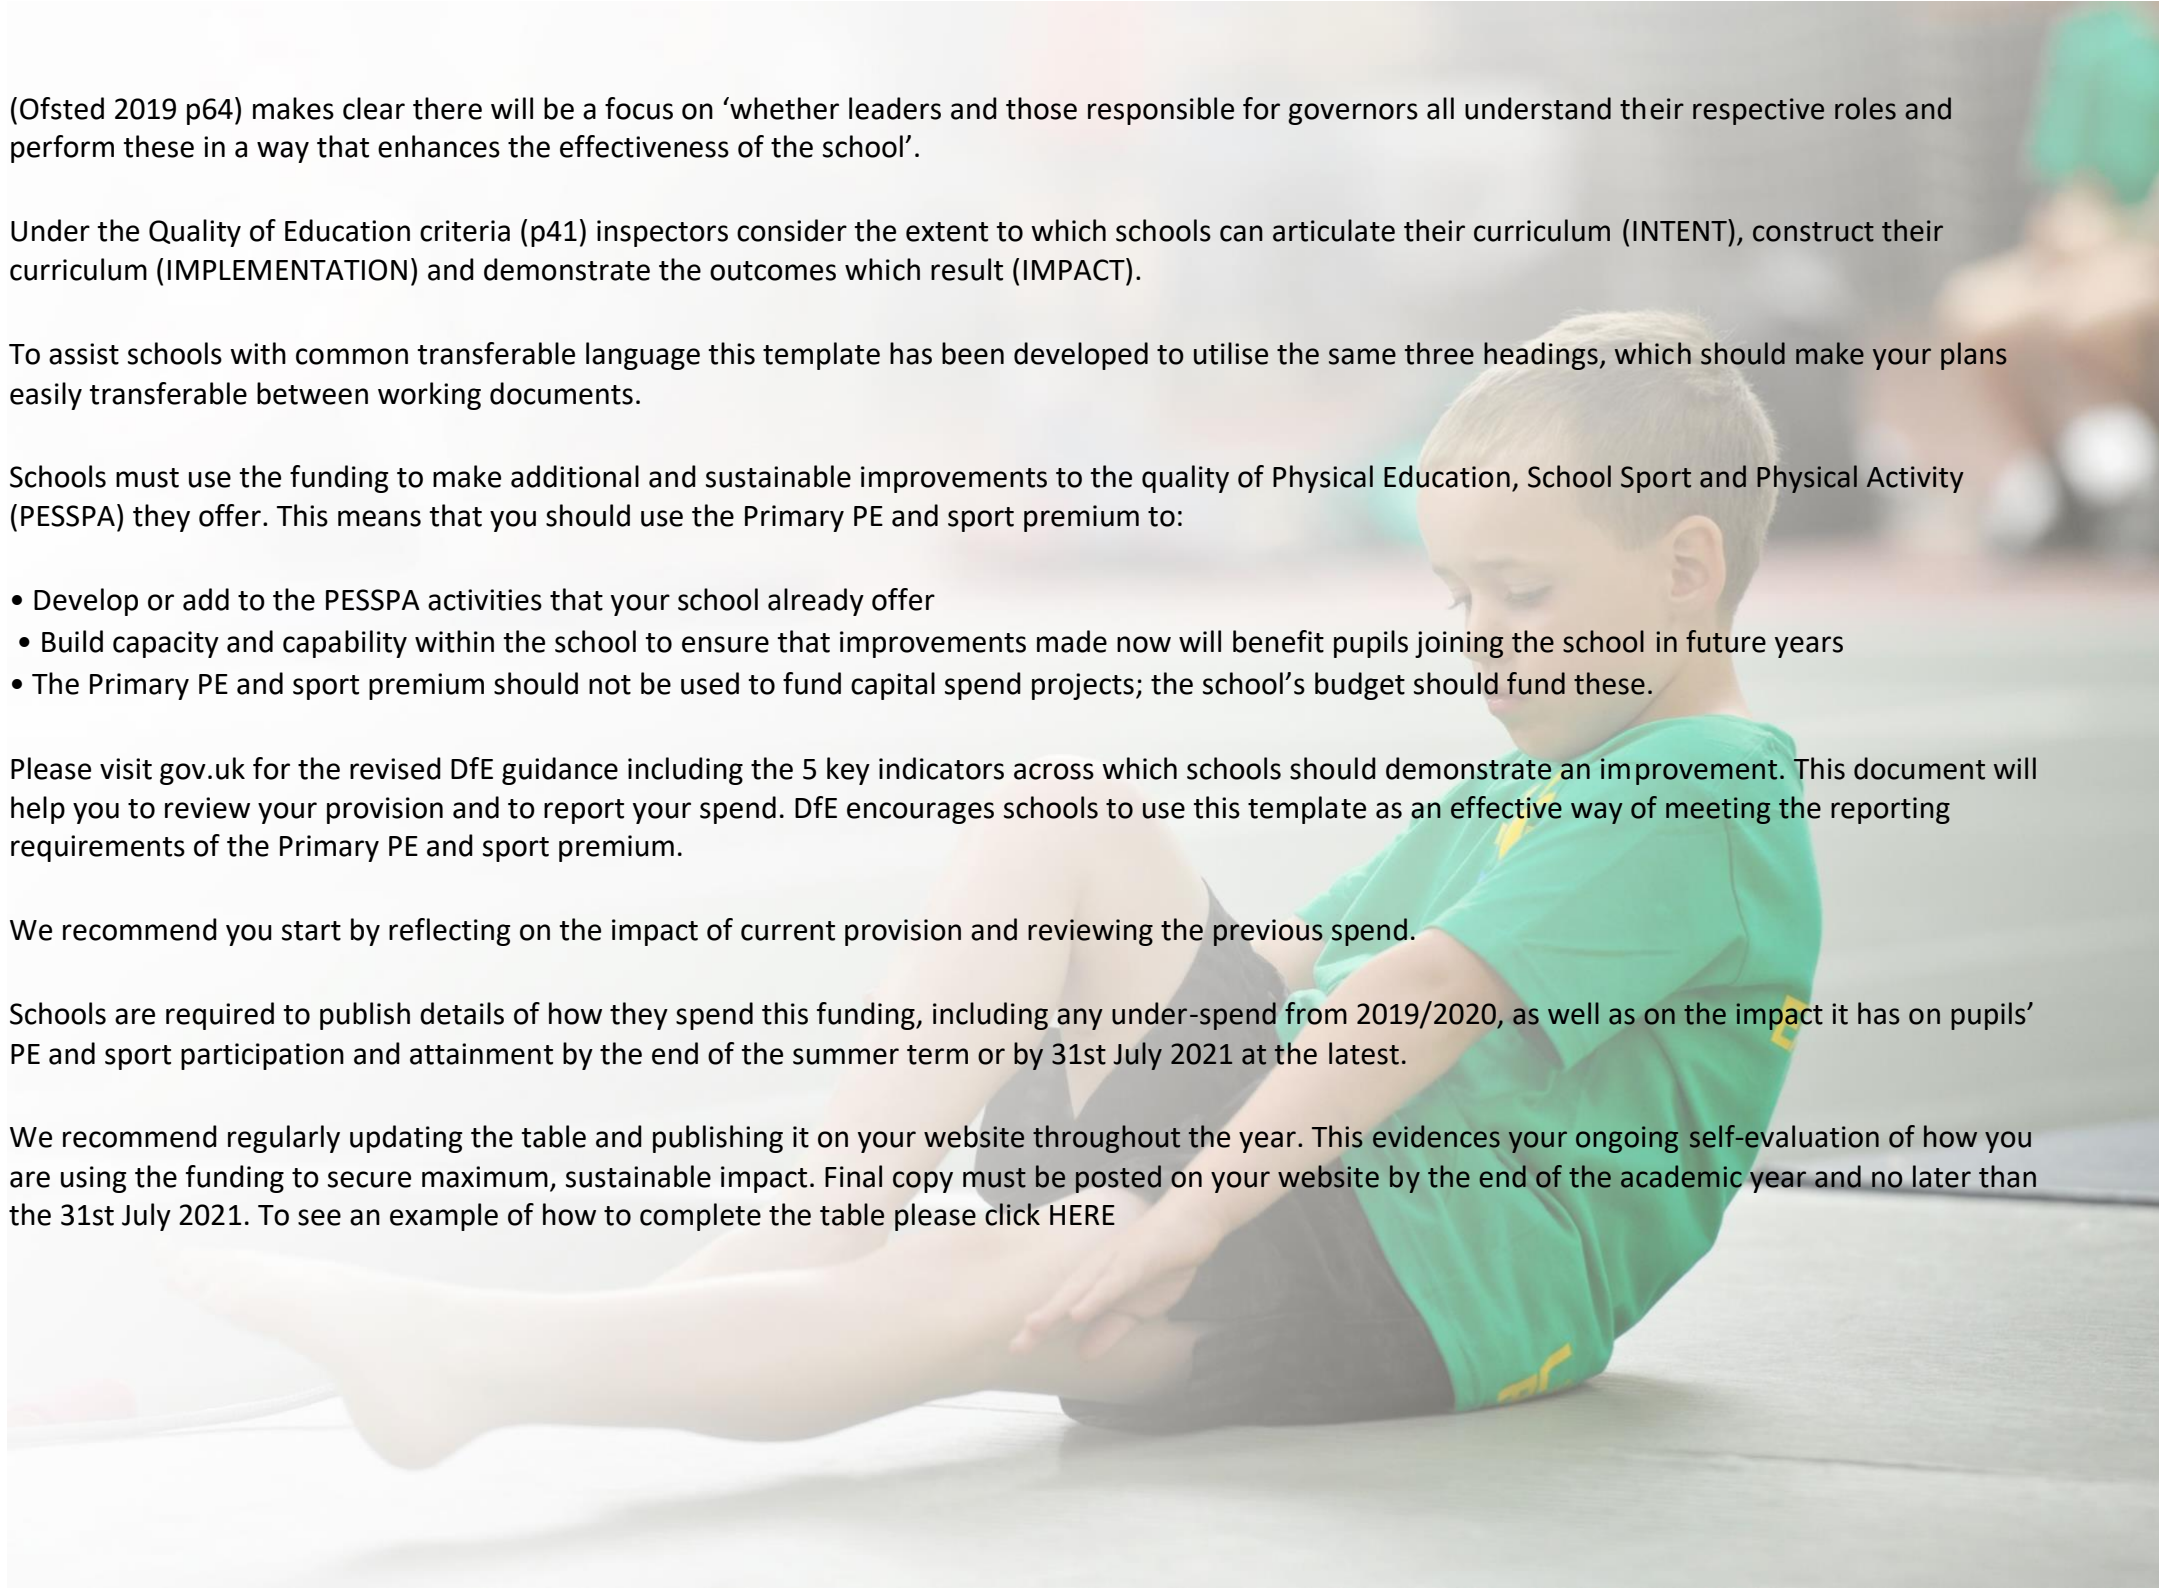 (Ofsted 2019 p64) makes clear there will be a focus on ‘whether leaders and those responsible for governors all understand their respective roles and
perform these in a way that enhances the effectiveness of the school’.
Under the Quality of Education criteria (p41) inspectors consider the extent to which schools can articulate their curriculum (INTENT), construct their
curriculum (IMPLEMENTATION) and demonstrate the outcomes which result (IMPACT).
To assist schools with common transferable language this template has been developed to utilise the same three headings, which should make your plans
easily transferable between working documents.
Schools must use the funding to make additional and sustainable improvements to the quality of Physical Education, School Sport and Physical Activity
(PESSPA) they offer. This means that you should use the Primary PE and sport premium to:
• Develop or add to the PESSPA activities that your school already offer
• Build capacity and capability within the school to ensure that improvements made now will benefit pupils joining the school in future years
• The Primary PE and sport premium should not be used to fund capital spend projects; the school’s budget should fund these.
Please visit gov.uk for the revised DfE guidance including the 5 key indicators across which schools should demonstrate an improvement. This document will
help you to review your provision and to report your spend. DfE encourages schools to use this template as an effective way of meeting the reporting
requirements of the Primary PE and sport premium.
We recommend you start by reflecting on the impact of current provision and reviewing the previous spend.
Schools are required to publish details of how they spend this funding, including any under-spend from 2019/2020, as well as on the impact it has on pupils’
PE and sport participation and attainment by the end of the summer term or by 31st July 2021 at the latest.
We recommend regularly updating the table and publishing it on your website throughout the year. This evidences your ongoing self-evaluation of how you
are using the funding to secure maximum, sustainable impact. Final copy must be posted on your website by the end of the academic year and no later than
the 31st July 2021. To see an example of how to complete the table please click HERE